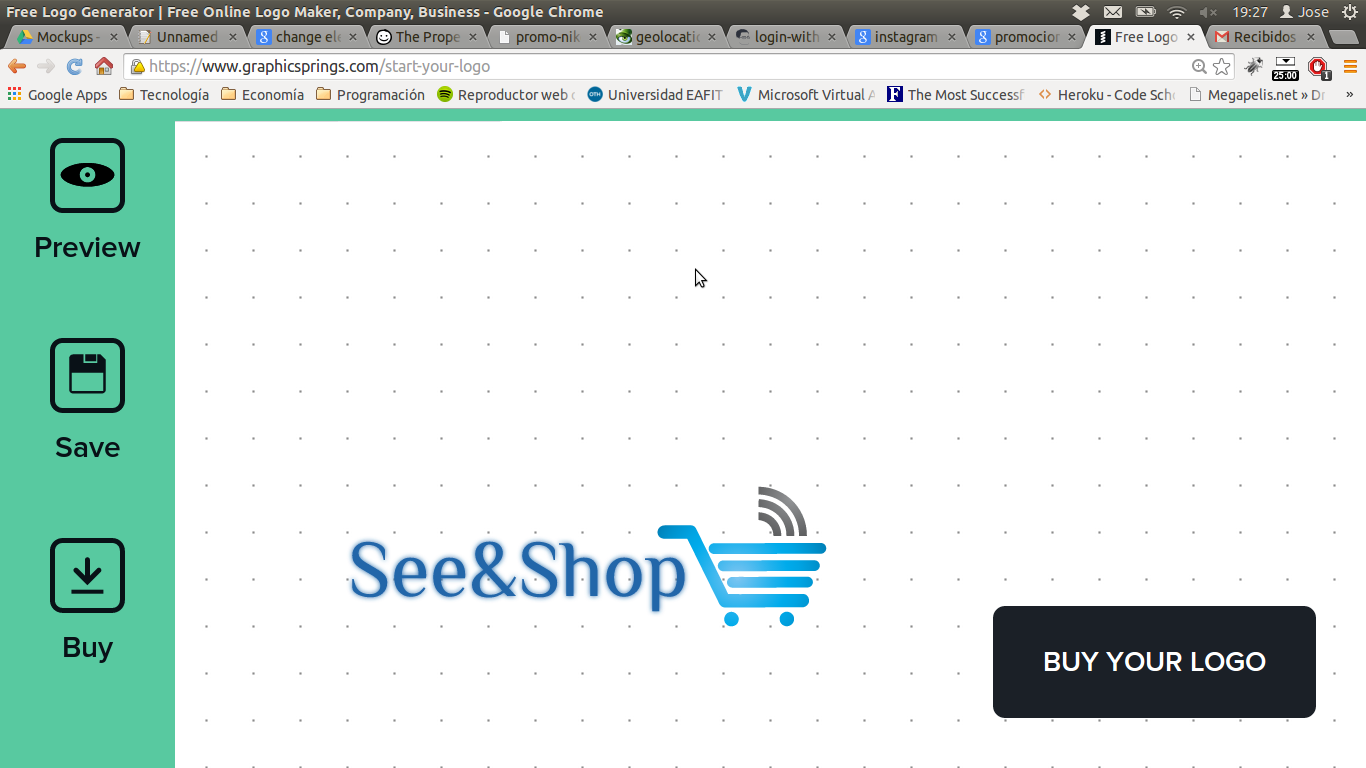 Free Logo Generator | Free Online Logo Maker, Company, Business - Google Chrome 19:27 Jose
Mockups - Unnamed change ele The Prope promo-nik geolocati login-with instagram promocion Free Logo Recibidos
https://www.graphicsprings.com/start-your-logo 25:00 1
Google Apps Tecnología Economía Programación Reproductor web Universidad EAFIT Microsoft Virtual A The Most Successf Heroku - Code Sch Megapelis.net » Dr »
Preview
Save
See&Shop
Buy
BUY YOUR LOGO